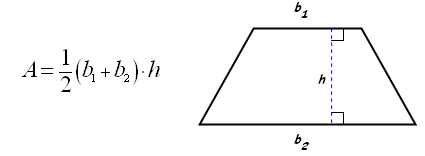 b₁
A = 1/2 (b₁ + b₂) · h
h
b₂